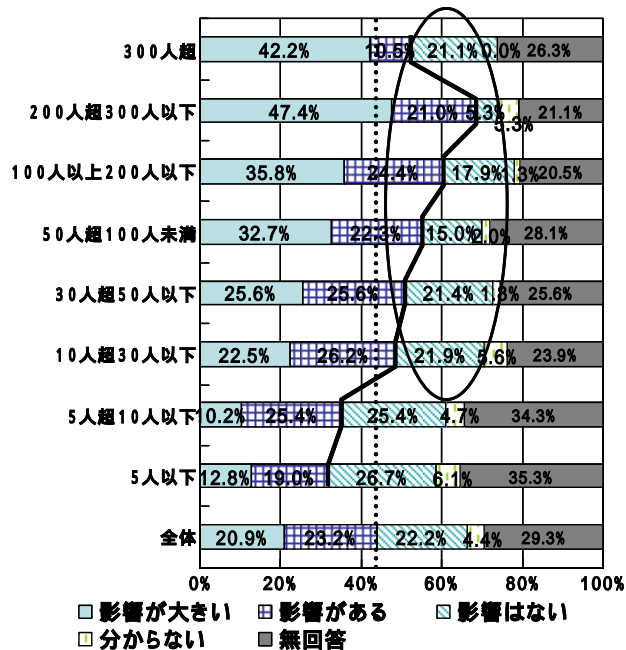 300人超 42.2% 10.5% 21.1% 0.0% 26.3%
200人超300人以下 47.4% 21.0% 5.3% 5.3% 21.1%
100人以上200人以下 35.8% 24.4% 17.9% 3% 20.5%
50人超100人未満 32.7% 22.3% 15.0% 2.0% 28.1%
30人超50人以下 25.6% 25.6% 21.4% 1.8% 25.6%
10人超30人以下 22.5% 26.2% 21.9% 5.6% 23.9%
5人超10人以下 10.2% 25.4% 25.4% 4.7% 34.3%
5人以下 12.8% 19.0% 26.7% 6.1% 35.3%
全体 20.9% 23.2% 22.2% 4.4% 29.3%
0% 20% 40% 60% 80% 100%
影響が大きい 影響がある 影響はない
分からない 無回答